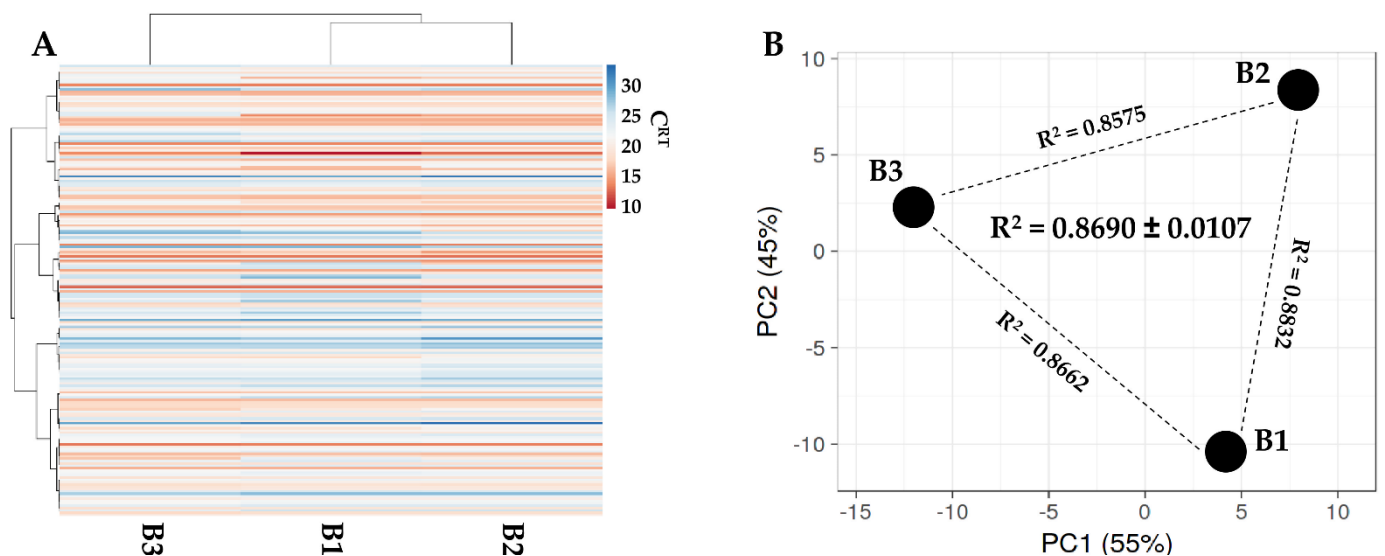 A
30
25
20
15
10
C^RT
B3
B1
B2
B
10
5
0
-5
-10
-15
-10
-5
0
5
10
PC2 (45%)
PC1 (55%)
B2
B3
B1
R² = 0.8575
R² = 0.8690 ± 0.0107
R² = 0.8832
R² = 0.8662